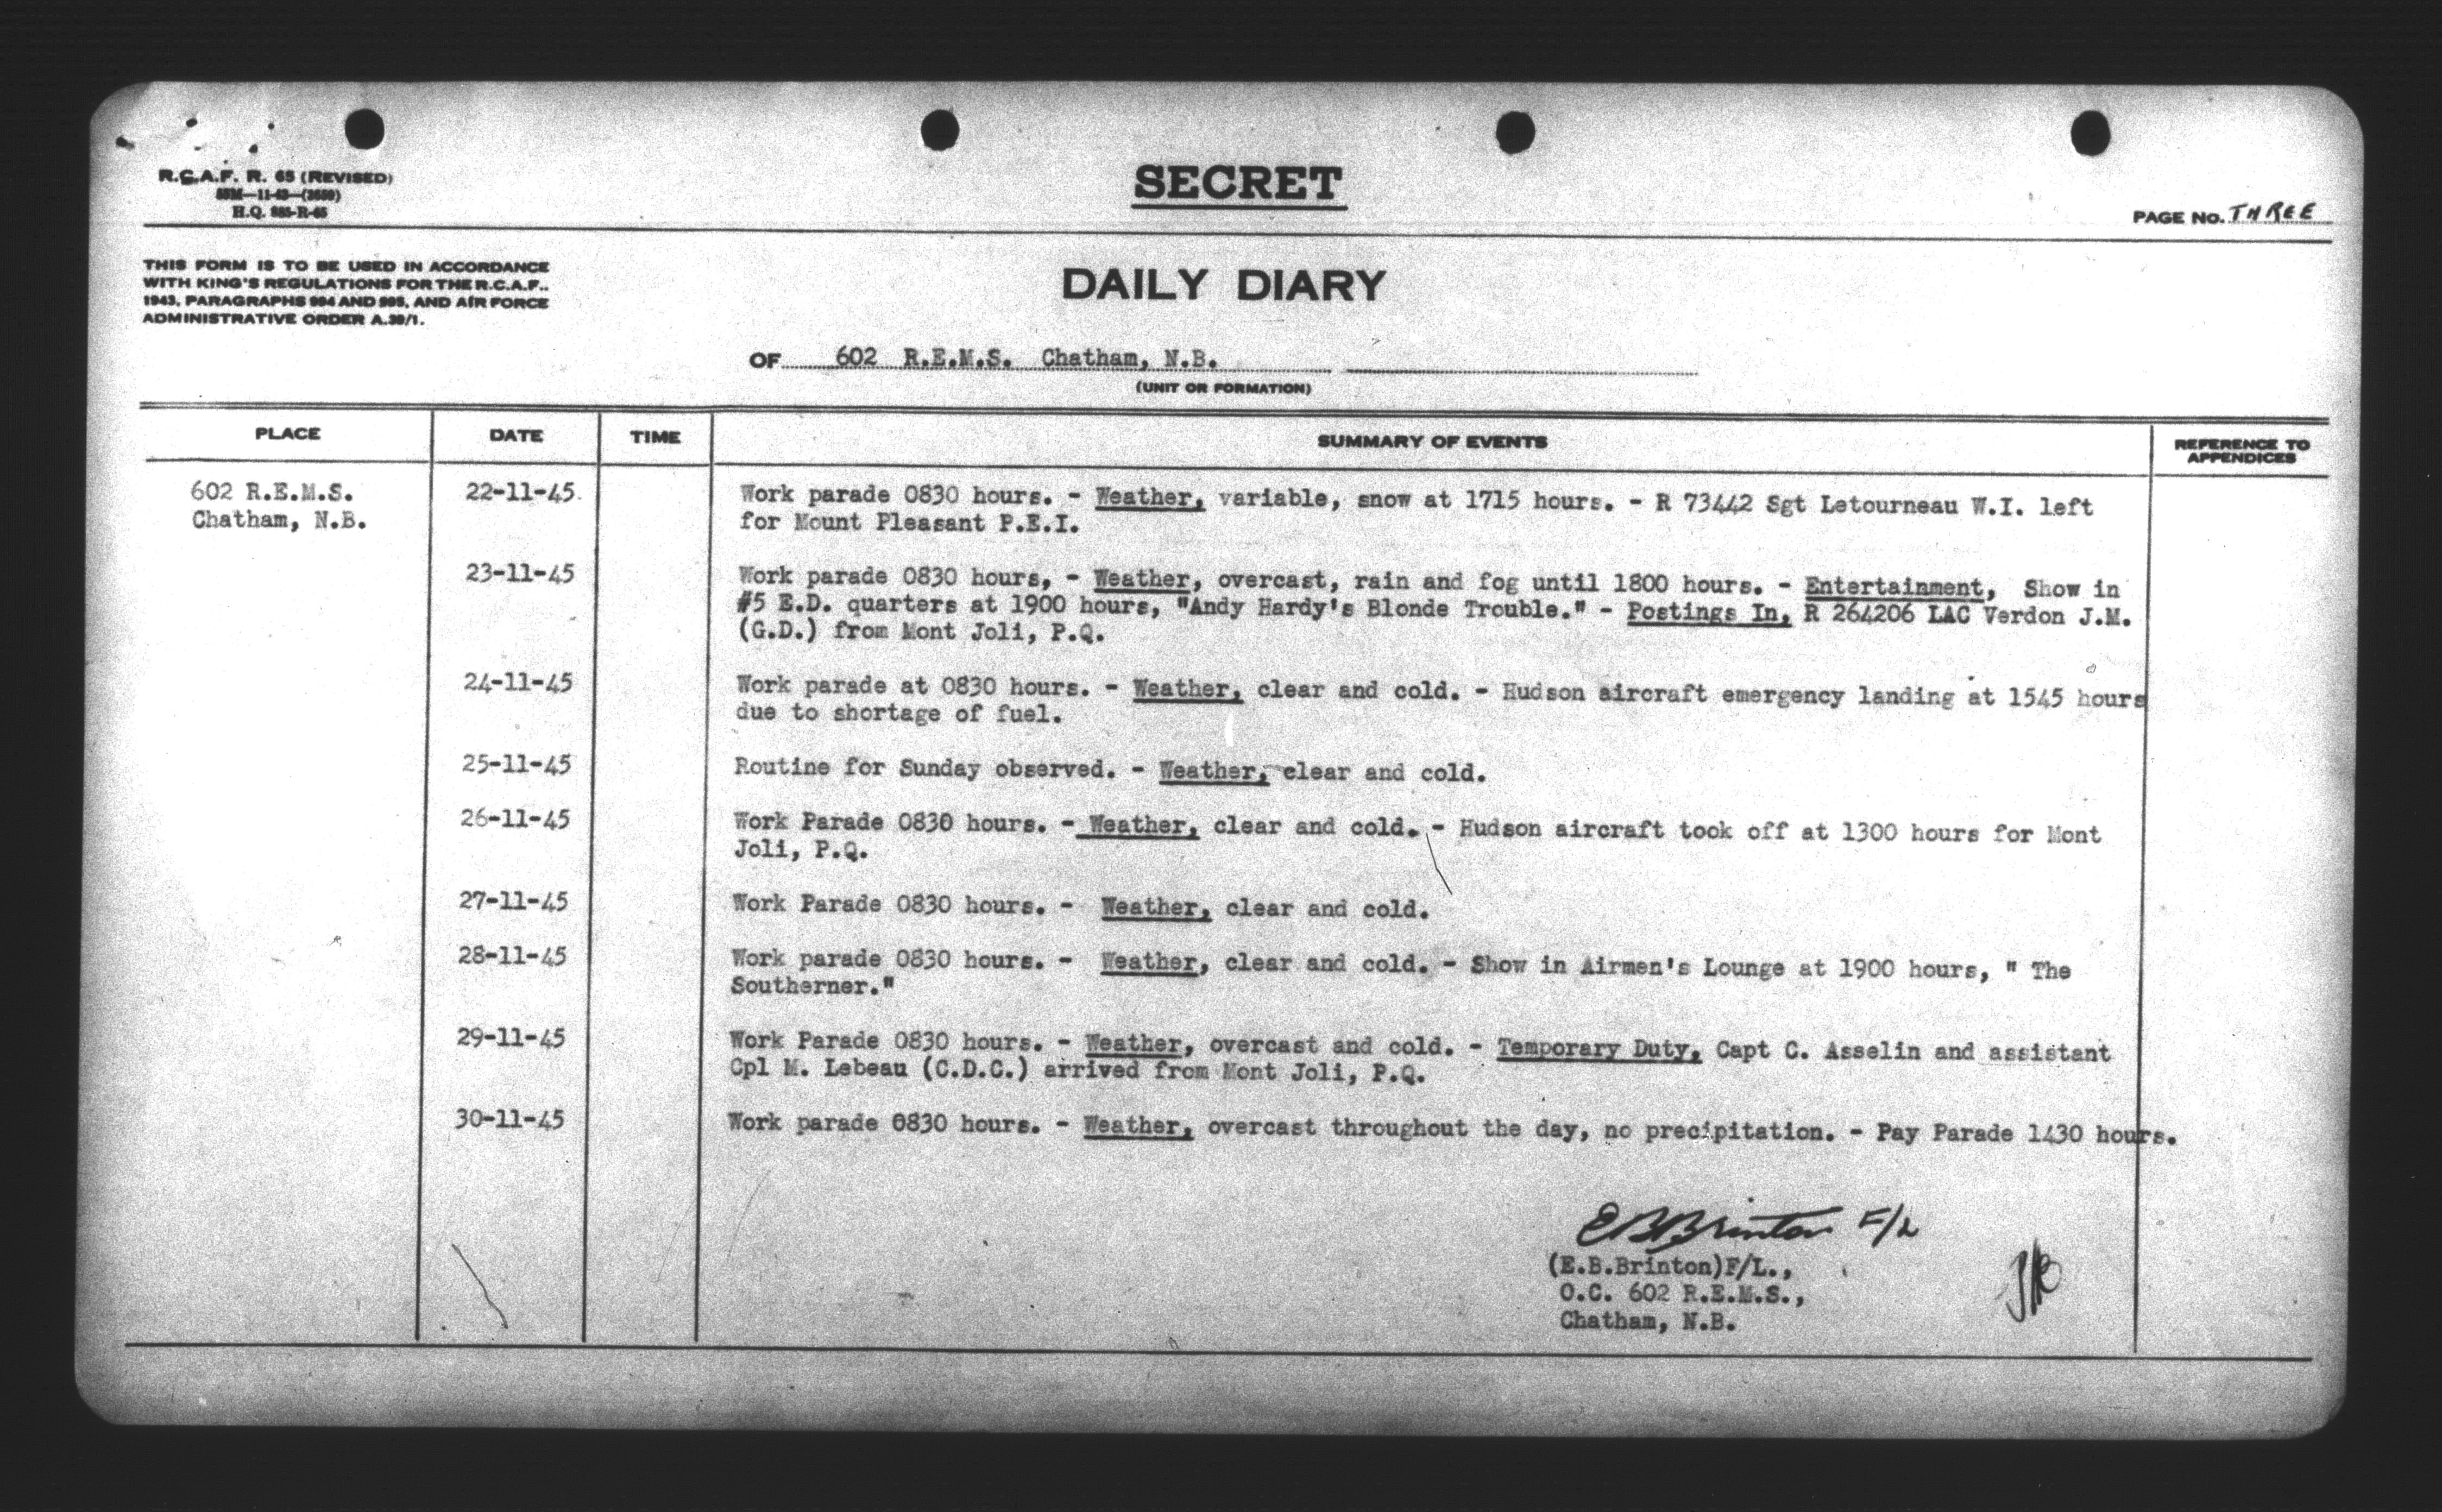 R.C.A.F. R. 65 (REVISED)
55M—11-43—(3659)
H.Q. 885-R-65
SECRET
PAGE No. THREE
THIS FORM IS TO BE USED IN ACCORDANCE
WITH KING'S REGULATIONS FOR THE R.C.A.F.,
1943, PARAGRAPHS 994 AND 995, AND AIR FORCE
ADMINISTRATIVE ORDER A.39/1.
DAILY DIARY
OF 602 R.E.M.S. Chatham, N.B.
(UNIT OR FORMATION)
PLACE DATE TIME SUMMARY OF EVENTS REFERENCE TO APPENDICES
602 R.E.M.S.
Chatham, N.B.
22-11-45. Work parade 0830 hours. - Weather, variable, snow at 1715 hours. - R 73442 Sgt Letourneau W.I. left
for Mount Pleasant P.E.I.
23-11-45 Work parade 0830 hours, - Weather, overcast, rain and fog until 1800 hours. - Entertainment, Show in
#5 E.D. quarters at 1900 hours, "Andy Hardy's Blonde Trouble." - Postings In, R 264206 LAC Verdon J.M.
(G.D.) from Mont Joli, P.Q.
24-11-45 Work parade at 0830 hours. - Weather, clear and cold. - Hudson aircraft emergency landing at 1545 hours
due to shortage of fuel.
25-11-45 Routine for Sunday observed. - Weather, clear and cold.
26-11-45 Work Parade 0830 hours. - Weather, clear and cold. - Hudson aircraft took off at 1300 hours for Mont
Joli, P.Q.
27-11-45 Work Parade 0830 hours. - Weather, clear and cold.
28-11-45 Work parade 0830 hours. - Weather, clear and cold. - Show in Airmen's Lounge at 1900 hours, " The
Southerner."
29-11-45 Work Parade 0830 hours. - Weather, overcast and cold. - Temporary Duty, Capt C. Asselin and assistant
Cpl M. Lebeau (C.D.C.) arrived from Mont Joli, P.Q.
30-11-45 Work parade 0830 hours. - Weather, overcast throughout the day, no precipitation. - Pay Parade 1430 hours.
E B Brinton F/L
(E.B.Brinton)F/L.,
O.C. 602 R.E.M.S.,
Chatham, N.B.